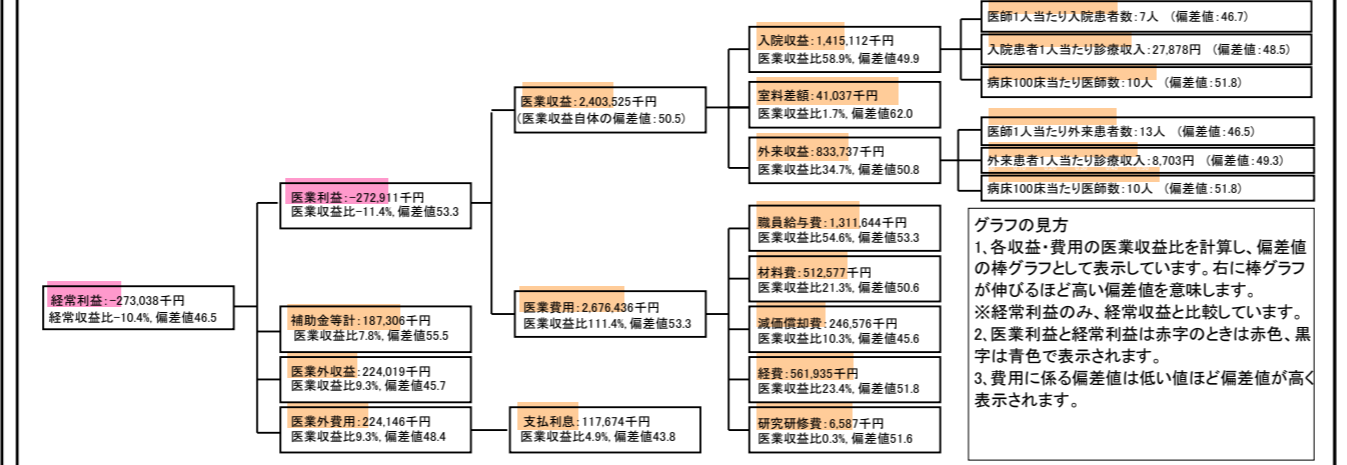 経常利益:-273,038千円
経常収益比-10.4%, 偏差値46.5
医業利益:-272,911千円
医業収益比-11.4%, 偏差値53.3
補助金等計:187,306千円
医業収益比7.8%, 偏差値55.5
医業外収益:224,019千円
医業収益比9.3%, 偏差値45.7
医業外費用:224,146千円
医業収益比9.3%, 偏差値48.4
医業収益:2,403,525千円
(医業収益自体の偏差値:50.5)
医業費用:2,676,436千円
医業収益比111.4%, 偏差値53.3
支払利息:117,674千円
医業収益比4.9%, 偏差値43.8
入院収益:1,415,112千円
医業収益比58.9%, 偏差値49.9
室料差額:41,037千円
医業収益比1.7%, 偏差値62.0
外来収益:833,737千円
医業収益比34.7%, 偏差値50.8
職員給与費:1,311,644千円
医業収益比54.6%, 偏差値53.3
材料費:512,577千円
医業収益比21.3%, 偏差値50.6
減価償却費:246,576千円
医業収益比10.3%, 偏差値45.6
経費:561,935千円
医業収益比23.4%, 偏差値51.8
研究研修費:6,587千円
医業収益比0.3%, 偏差値51.6
医師1人当たり入院患者数:7人 (偏差値:46.7)
入院患者1人当たり診療収入:27,878円 (偏差値:48.5)
病床100床当たり医師数:10人 (偏差値:51.8)
医師1人当たり外来患者数:13人 (偏差値:46.5)
外来患者1人当たり診療収入:8,703円 (偏差値:49.3)
病床100床当たり医師数:10人 (偏差値:51.8)
グラフの見方
1、各収益・費用の医業収益比を計算し、偏差値
の棒グラフとして表示しています。右に棒グラフ
が伸びるほど高い偏差値を意味します。
※経常利益のみ、経常収益と比較しています。
2、医業利益と経常利益は赤字のときは赤色、黒
字は青色で表示されます。
3、費用に係る偏差値は低い値ほど偏差値が高く
表示されます。